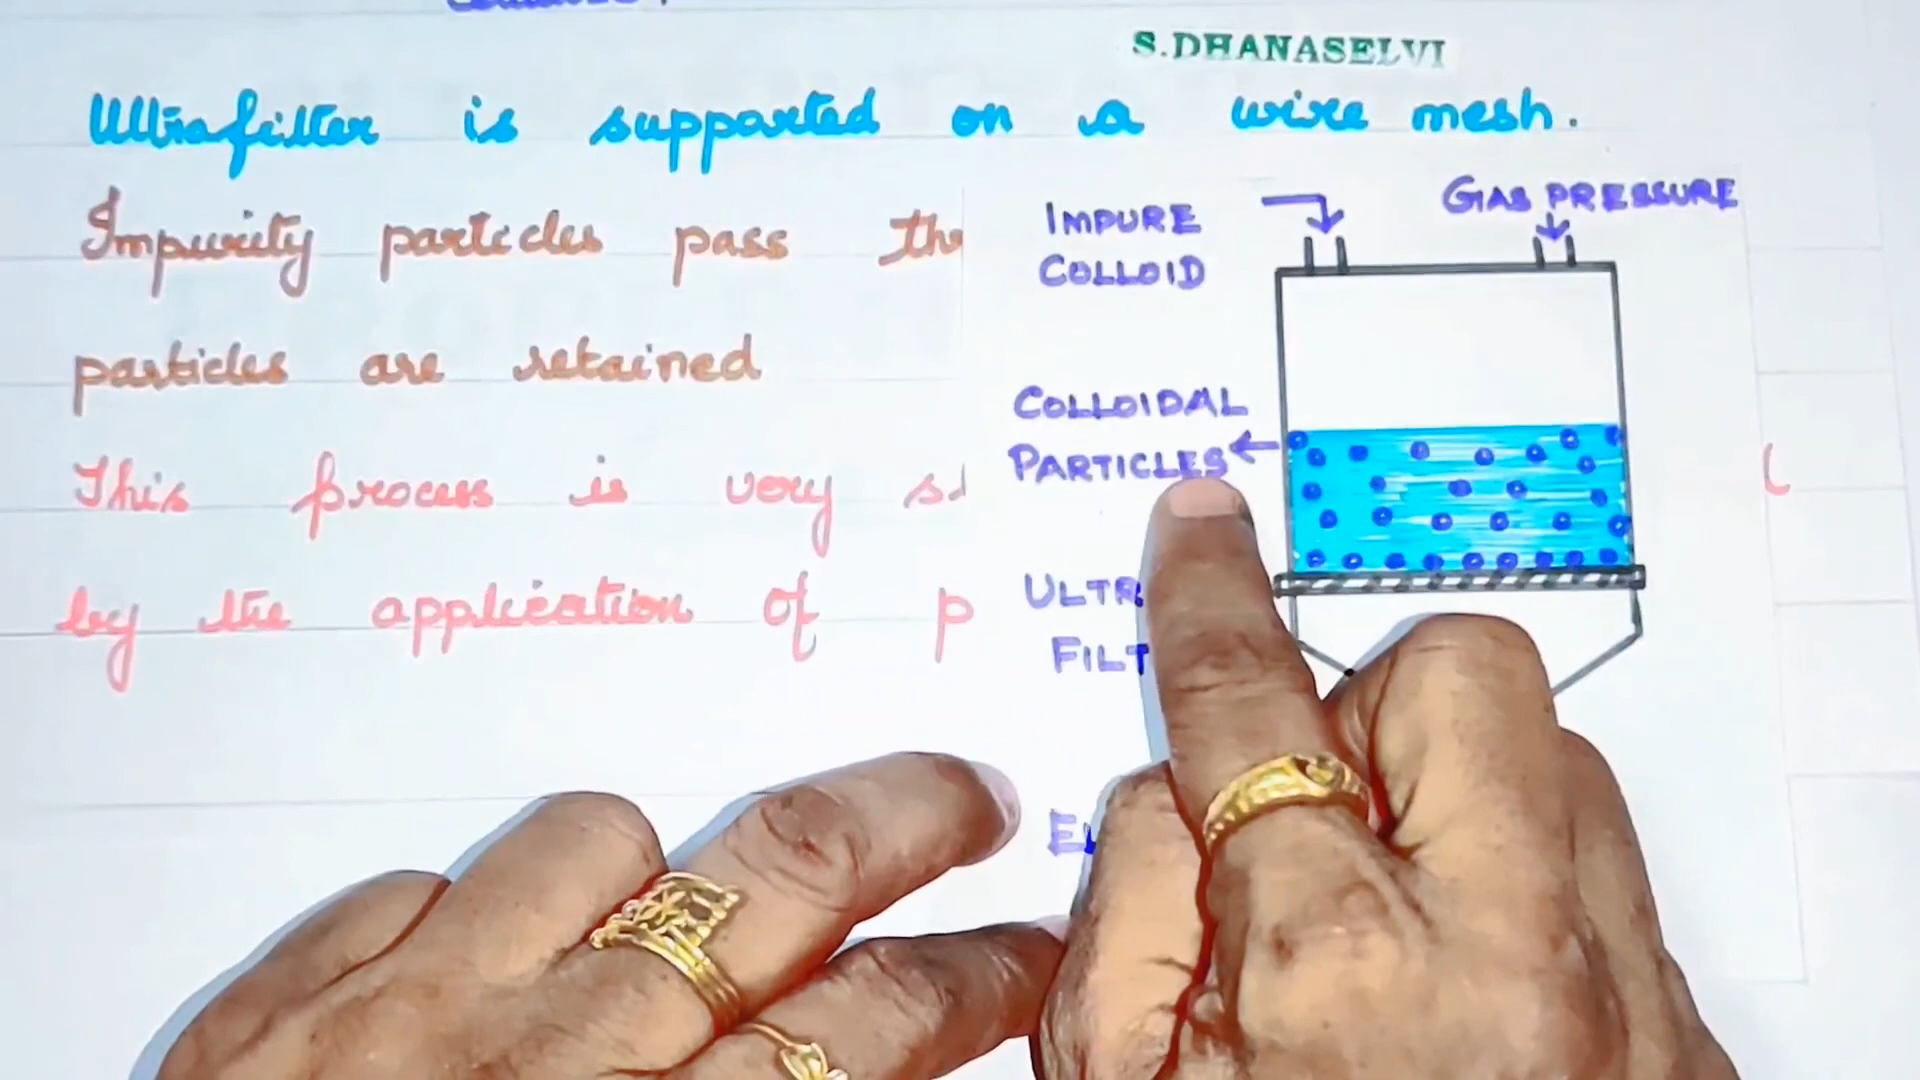 S.DHANASELVI
Ultrafilter is supported on a wire mesh.
Impurity particles pass
particles are retained
This process is very
by the application of
IMPURE
COLLOID
GAS PRESSURE
COLLOIDAL
PARTICLES